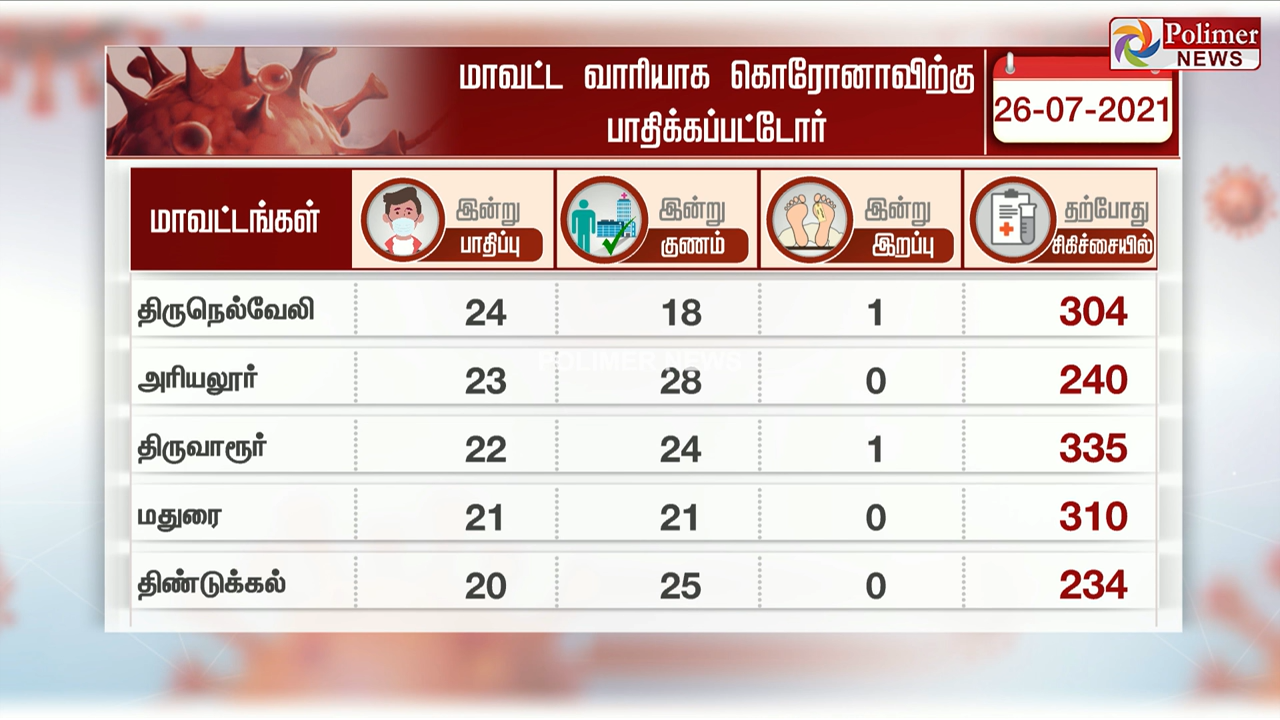 Polimer
NEWS
மாவட்ட வாரியாக கொரோனாவிற்கு
பாதிக்கப்பட்டோர்
26-07-2021
மாவட்டங்கள் இன்று பாதிப்பு இன்று குணம் இன்று இறப்பு தற்போது சிகிச்சையில்
திருநெல்வேலி 24 18 1 304
POLIMER NEWS
அரியலூர் 23 28 0 240
திருவாரூர் 22 24 1 335
மதுரை 21 21 0 310
திண்டுக்கல் 20 25 0 234